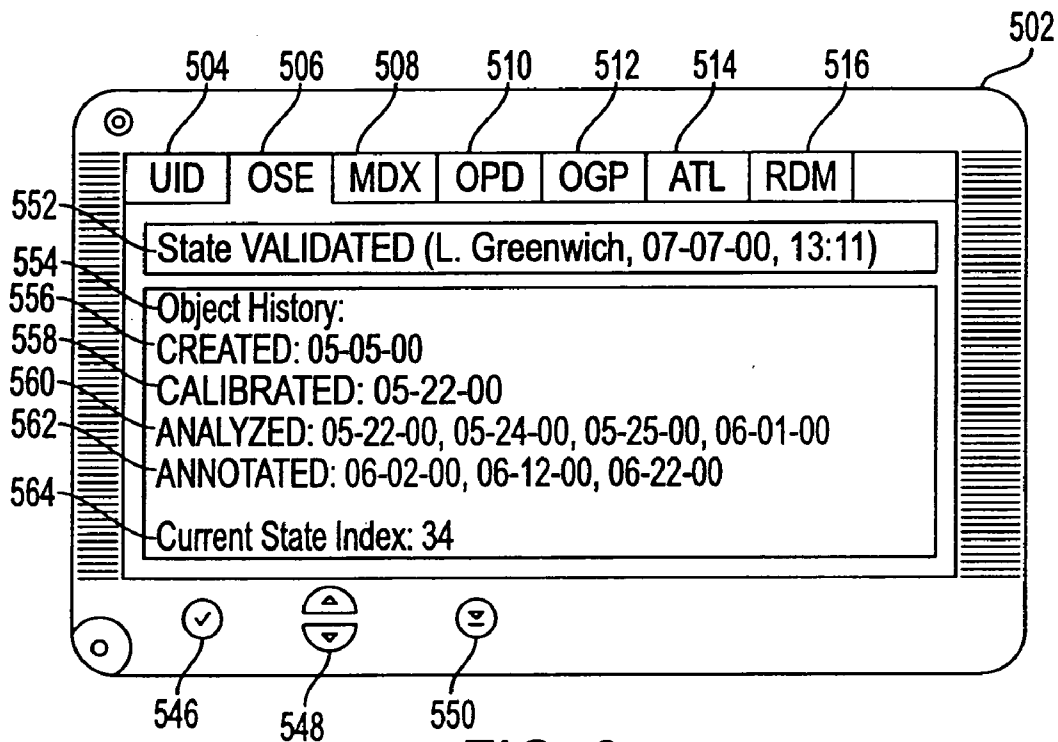 502
504 506 508 510 512 514 516
UID OSE MDX OPD OGP ATL RDM
552
State VALIDATED (L. Greenwich, 07-07-00, 13:11)
554
Object History:
556
CREATED: 05-05-00
558
CALIBRATED: 05-22-00
560
ANALYZED: 05-22-00, 05-24-00, 05-25-00, 06-01-00
562
ANNOTATED: 06-02-00, 06-12-00, 06-22-00
564
Current State Index: 34
546 548 550